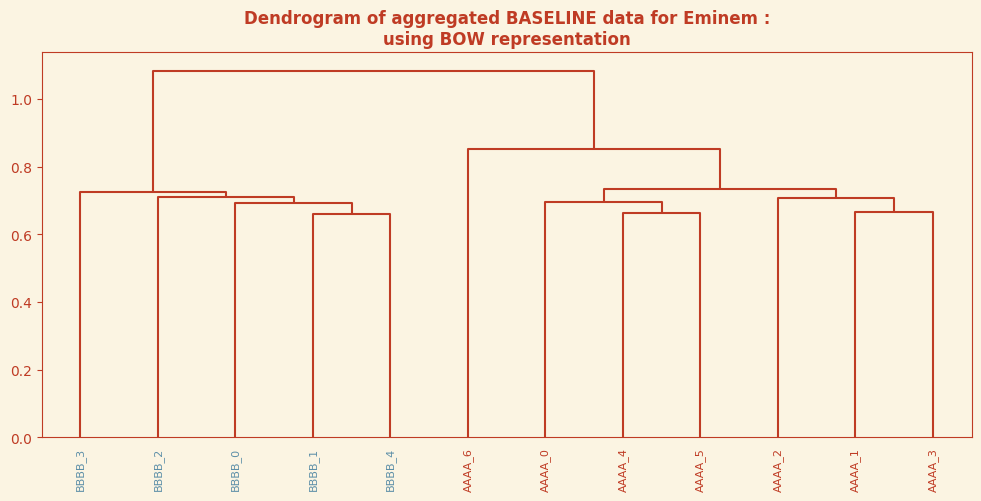 Dendrogram of aggregated BASELINE data for Eminem :
using BOW representation
1.0
0.8
0.6
0.4
0.2
0.0
BBBB_3
BBBB_2
BBBB_0
BBBB_1
BBBB_4
AAAA_6
AAAA_0
AAAA_4
AAAA_5
AAAA_2
AAAA_1
AAAA_3